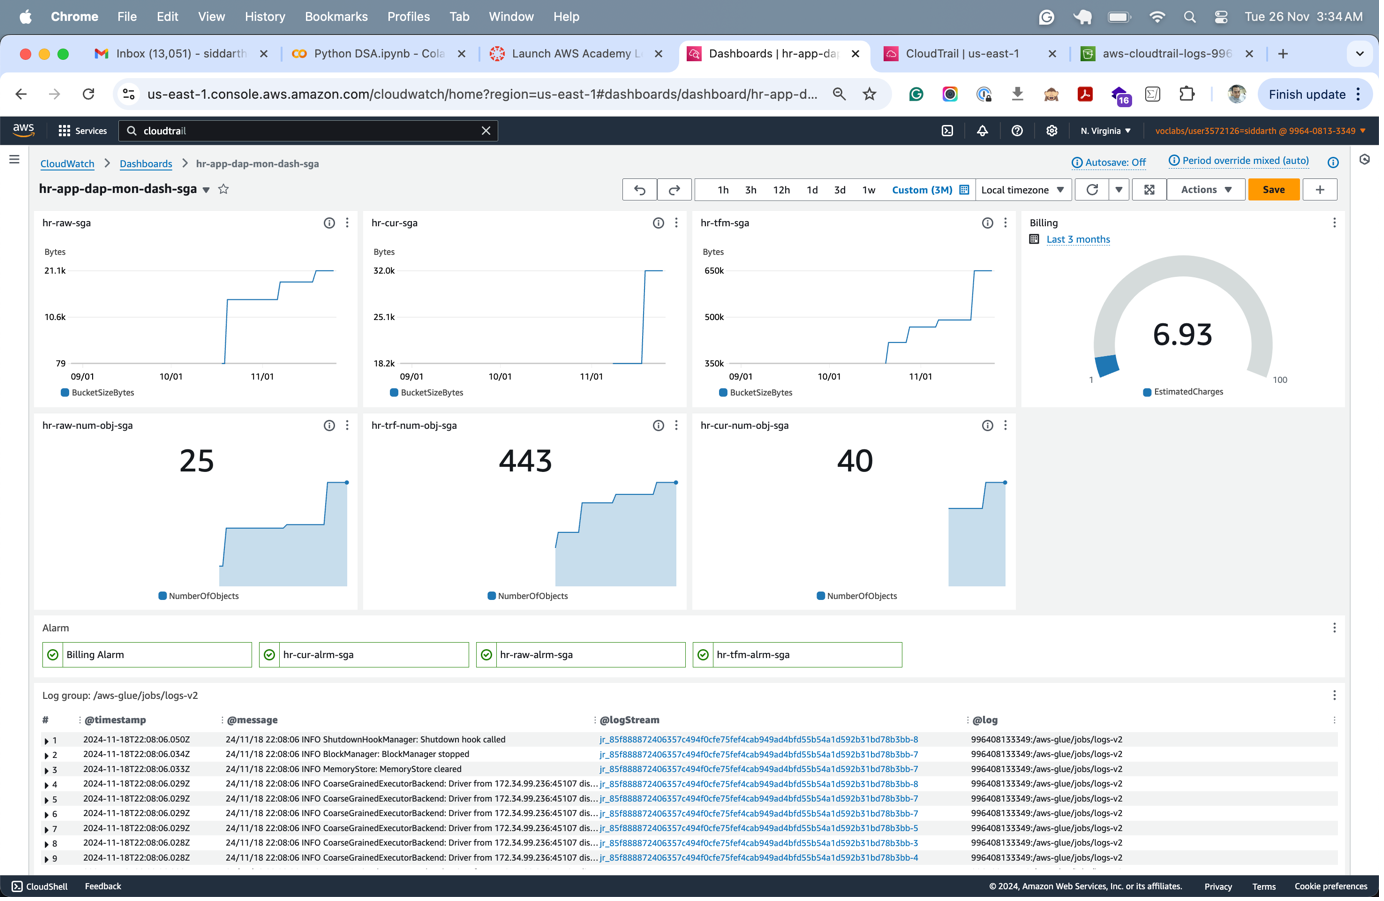 Chrome File Edit View History Bookmarks Profiles Tab Window Help Tue 26 Nov 3:34 AM
Inbox (13,051) - siddarth Python DSA.ipynb - Cola Launch AWS Academy L Dashboards | hr-app-da CloudTrail | us-east-1 aws-cloudtrail-logs-996
us-east-1.console.aws.amazon.com/cloudwatch/home?region=us-east-1#dashboards/dashboard/hr-app-d... 16 Finish update
aws Services cloudtrail N. Virginia voclabs/user3572126=siddarth @ 9964-0813-3349
CloudWatch Dashboards hr-app-dap-mon-dash-sga Autosave: Off Period override mixed (auto)
hr-app-dap-mon-dash-sga 1h 3h 12h 1d 3d 1w Custom (3M) Local timezone Actions Save
hr-raw-sga
Bytes
21.1k
10.6k
79
09/01 10/01 11/01
BucketSizeBytes
hr-cur-sga
Bytes
32.0k
25.1k
18.2k
09/01 10/01 11/01
BucketSizeBytes
hr-tfm-sga
Bytes
650k
500k
350k
09/01 10/01 11/01
BucketSizeBytes
Billing
Last 3 months
6.93
1 100
EstimatedCharges
hr-raw-num-obj-sga
25
NumberOfObjects
hr-trf-num-obj-sga
443
NumberOfObjects
hr-cur-num-obj-sga
40
NumberOfObjects
Alarm
Billing Alarm hr-cur-alrm-sga hr-raw-alrm-sga hr-tfm-alrm-sga
Log group: /aws-glue/jobs/logs-v2
# @timestamp @message @logStream @log
1 2024-11-18T22:08:06.050Z 24/11/18 22:08:06 INFO ShutdownHookManager: Shutdown hook called jr_85f888872406357c494f0cfe75fef4cab949ad4bfd55b54a1d592b31bd78b3bb-8 996408133349:/aws-glue/jobs/logs-v2
2 2024-11-18T22:08:06.034Z 24/11/18 22:08:06 INFO BlockManager: BlockManager stopped jr_85f888872406357c494f0cfe75fef4cab949ad4bfd55b54a1d592b31bd78b3bb-7 996408133349:/aws-glue/jobs/logs-v2
3 2024-11-18T22:08:06.033Z 24/11/18 22:08:06 INFO MemoryStore: MemoryStore cleared jr_85f888872406357c494f0cfe75fef4cab949ad4bfd55b54a1d592b31bd78b3bb-7 996408133349:/aws-glue/jobs/logs-v2
4 2024-11-18T22:08:06.029Z 24/11/18 22:08:06 INFO CoarseGrainedExecutorBackend: Driver from 172.34.99.236:45107 dis... jr_85f888872406357c494f0cfe75fef4cab949ad4bfd55b54a1d592b31bd78b3bb-8 996408133349:/aws-glue/jobs/logs-v2
5 2024-11-18T22:08:06.029Z 24/11/18 22:08:06 INFO CoarseGrainedExecutorBackend: Driver from 172.34.99.236:45107 dis... jr_85f888872406357c494f0cfe75fef4cab949ad4bfd55b54a1d592b31bd78b3bb-7 996408133349:/aws-glue/jobs/logs-v2
6 2024-11-18T22:08:06.029Z 24/11/18 22:08:06 INFO CoarseGrainedExecutorBackend: Driver from 172.34.99.236:45107 dis... jr_85f888872406357c494f0cfe75fef4cab949ad4bfd55b54a1d592b31bd78b3bb-7 996408133349:/aws-glue/jobs/logs-v2
7 2024-11-18T22:08:06.029Z 24/11/18 22:08:06 INFO CoarseGrainedExecutorBackend: Driver from 172.34.99.236:45107 dis... jr_85f888872406357c494f0cfe75fef4cab949ad4bfd55b54a1d592b31bd78b3bb-5 996408133349:/aws-glue/jobs/logs-v2
8 2024-11-18T22:08:06.028Z 24/11/18 22:08:06 INFO CoarseGrainedExecutorBackend: Driver from 172.34.99.236:45107 dis... jr_85f888872406357c494f0cfe75fef4cab949ad4bfd55b54a1d592b31bd78b3bb-3 996408133349:/aws-glue/jobs/logs-v2
9 2024-11-18T22:08:06.028Z 24/11/18 22:08:06 INFO CoarseGrainedExecutorBackend: Driver from 172.34.99.236:45107 dis... jr_85f888872406357c494f0cfe75fef4cab949ad4bfd55b54a1d592b31bd78b3bb-4 996408133349:/aws-glue/jobs/logs-v2
CloudShell Feedback © 2024, Amazon Web Services, Inc. or its affiliates. Privacy Terms Cookie preferences